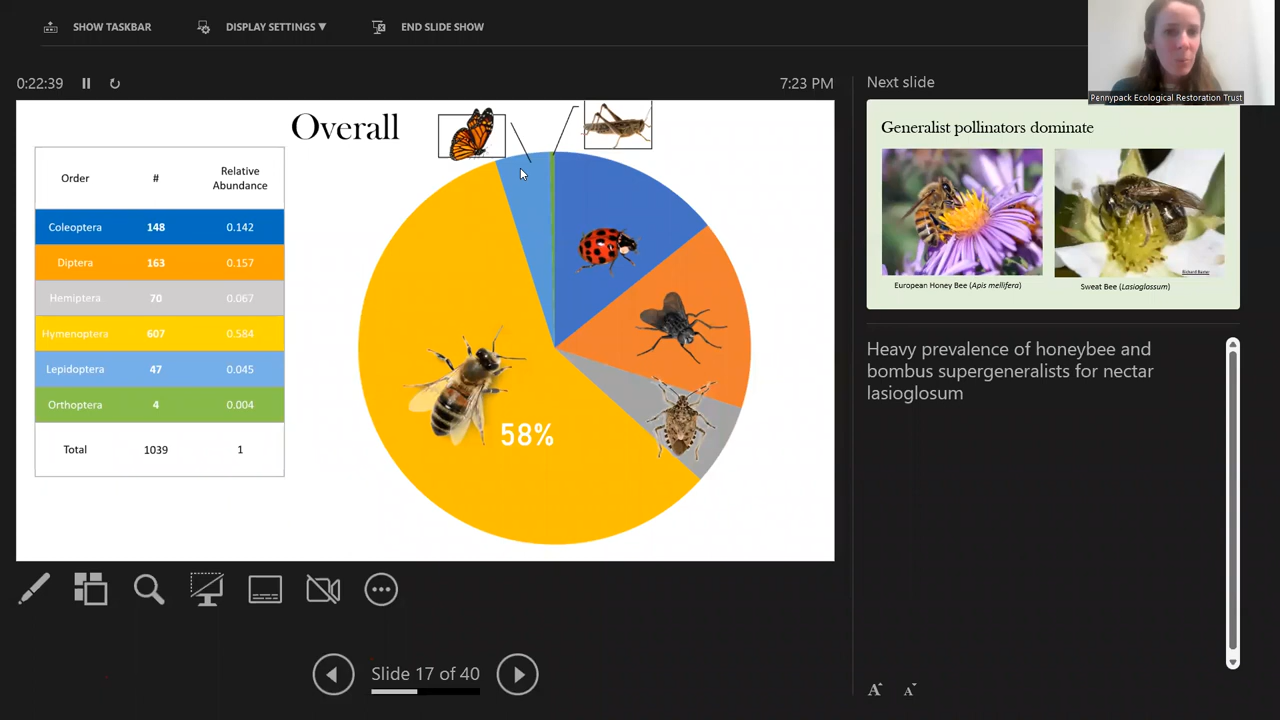 SHOW TASKBAR
DISPLAY SETTINGS ▼
END SLIDE SHOW
0:22:39
7:23 PM
Next slide
Pennypack Ecological Restoration Trust
Overall
Order # Relative Abundance
Coleoptera 148 0.142
Diptera 163 0.157
Hemiptera 70 0.067
Hymenoptera 607 0.584
Lepidoptera 47 0.045
Orthoptera 4 0.004
Total 1039 1
58%
Generalist pollinators dominate
Richard Baxter
European Honey Bee (Apis mellifera)
Sweat Bee (Lasioglossum)
Heavy prevalence of honeybee and
bombus supergeneralists for nectar
lasioglosum
Slide 17 of 40
A A